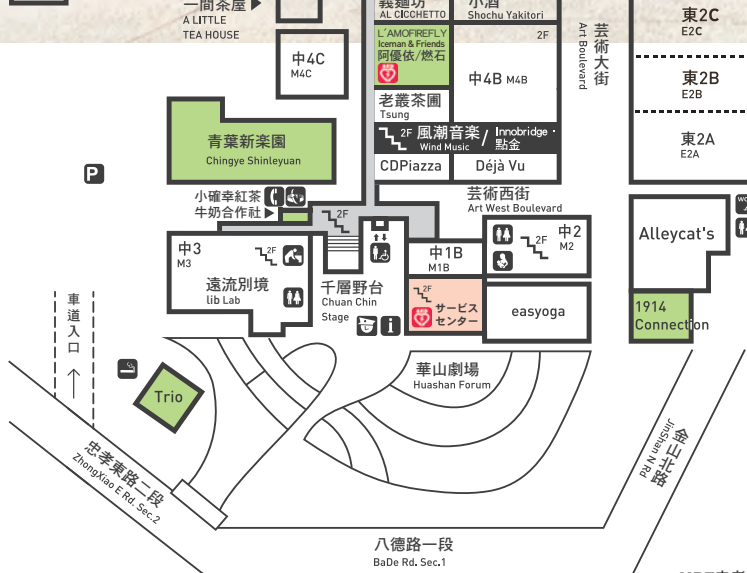 一間茶屋 ▶
A LITTLE
TEA HOUSE
義麵坊
AL CICCHETTO
小酒
Shochu Yakitori
芸術大街
Art Boulevard
東2C
E2C
L´AMOFIREFLY
Iceman & Friends
阿優依/燃石
2F
中4C
M4C
中4B M4B
東2B
E2B
老叢茶圃
Tsung
2F 風潮音楽 / Innobridge・
Wind Music 點金
東2A
E2A
青葉新楽園
Chingye Shinleyuan
CDPiazza
Déjà Vu
P
小確幸紅茶
牛奶合作社 ▶
芸術西街
Art West Boulevard
2F
中3
M3
2F
遠流別境
lib Lab
中1B
M1B
2F
中2
M2
Alleycat's
千層野台
Chuan Chin
Stage
2F
サービス
センター
easyoga
1914
Connection
車道入口
Trio
華山劇場
Huashan Forum
忠孝東路二段
ZhongXiao E Rd. Sec.2
金山北路
JinShan N Rd
八德路一段
BaDe Rd. Sec.1